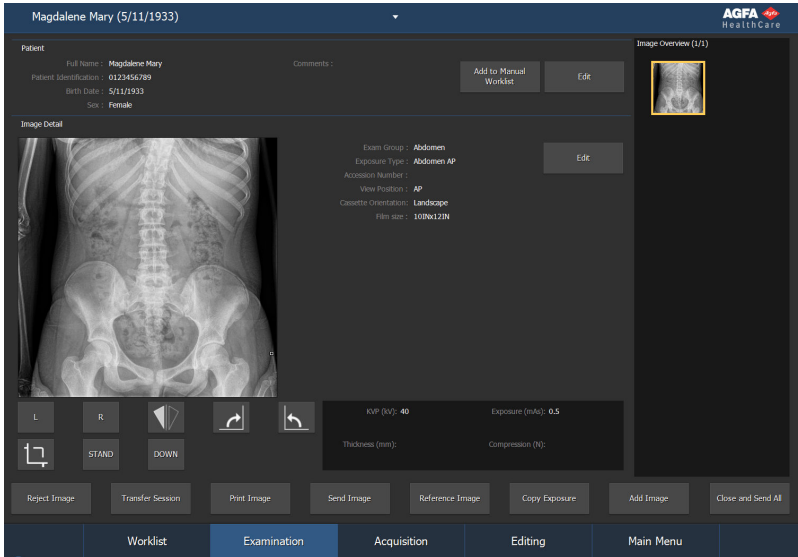 Magdalene Mary (5/11/1933)
AGFA
HealthCare
Patient
Full Name : Magdalene Mary
Comments :
Patient Identification : 0123456789
Birth Date : 5/11/1933
Sex : Female
Add to Manual
Worklist
Edit
Image Overview (1/1)
Image Detail
Exam Group : Abdomen
Exposure Type : Abdomen AP
Accession Number :
View Position : AP
Cassette Orientation: Landscape
Film size : 10INx12IN
Edit
L
R
STAND
DOWN
KVP (kV): 40
Exposure (mAs): 0.5
Thickness (mm):
Compression (N):
Reject Image
Transfer Session
Print Image
Send Image
Reference Image
Copy Exposure
Add Image
Close and Send All
Worklist
Examination
Acquisition
Editing
Main Menu